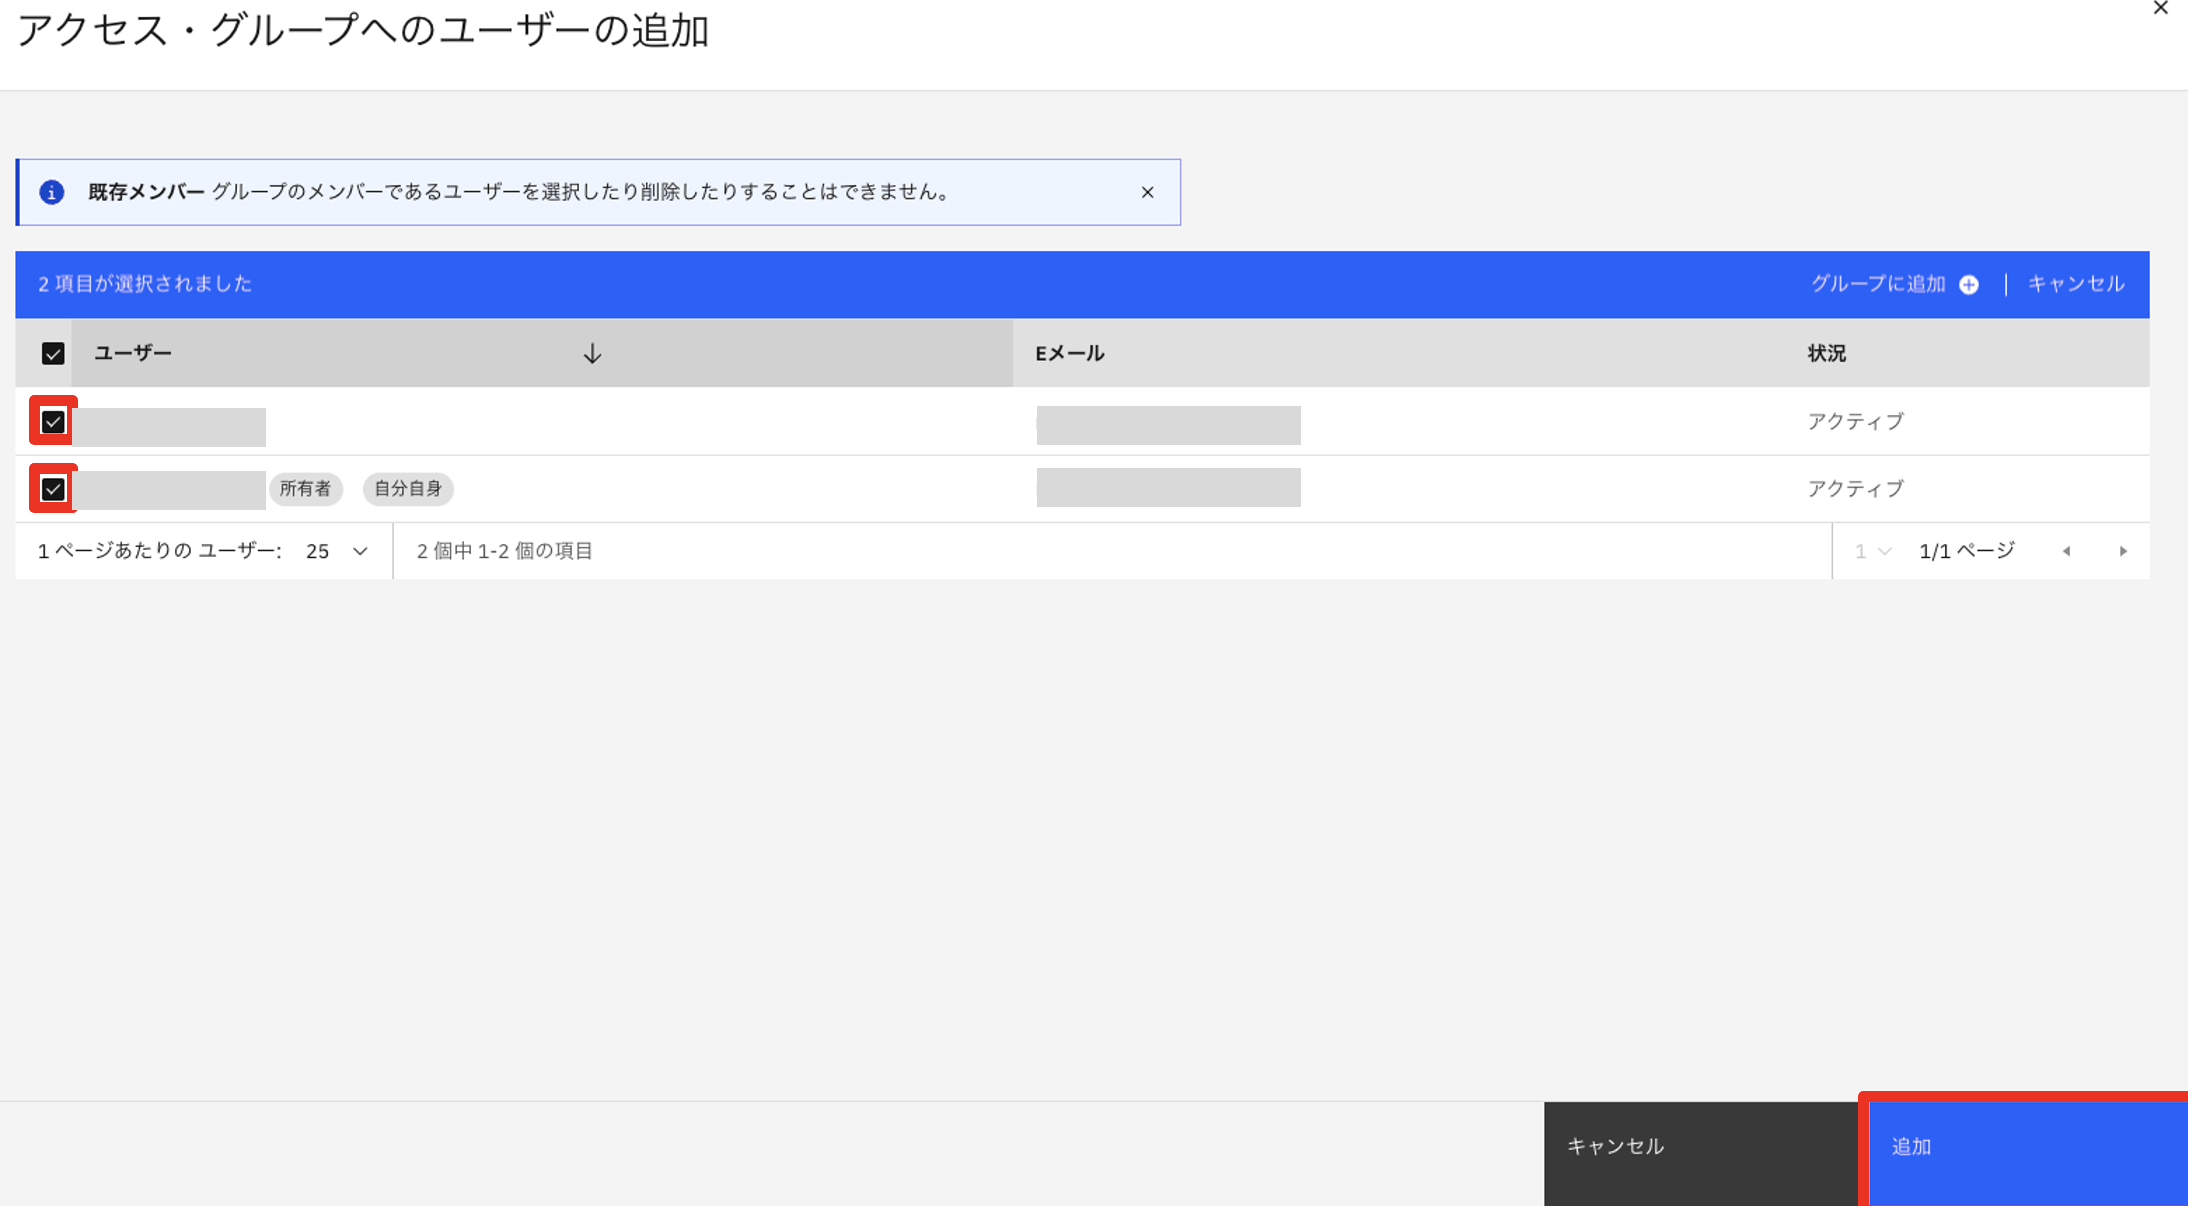 アクセス・グループへのユーザーの追加
既存メンバー グループのメンバーであるユーザーを選択したり削除したりすることはできません。
2 項目が選択されました
グループに追加 | キャンセル
ユーザー
Eメール
状況
アクティブ
所有者
自分自身
アクティブ
1 ページあたりの ユーザー: 25
2 個中 1-2 個の項目
1
1/1 ページ
キャンセル
追加